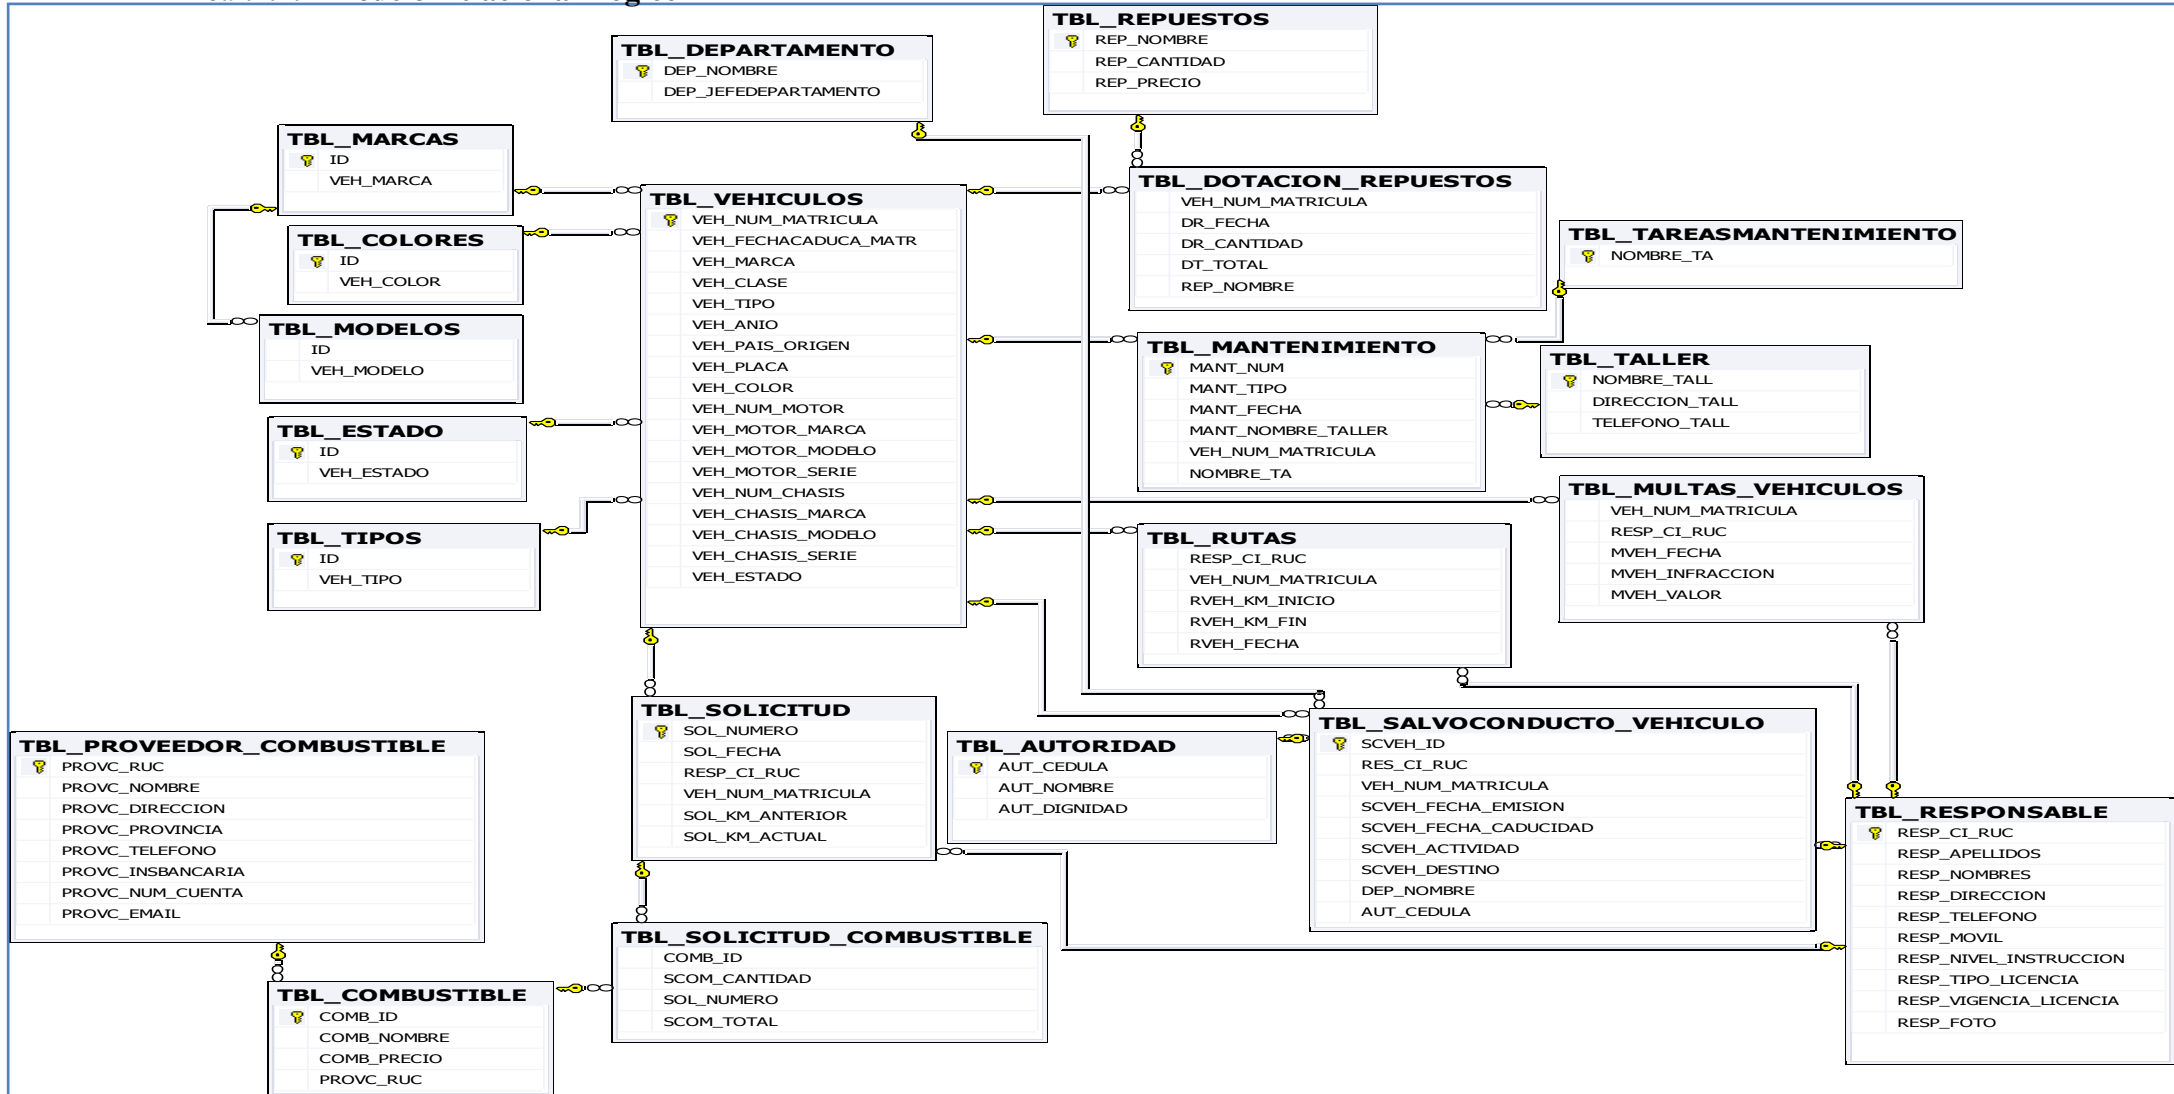 TBL_REPUESTOS
REP_NOMBRE
REP_CANTIDAD
REP_PRECIO
TBL_DEPARTAMENTO
DEP_NOMBRE
DEP_JEFEDEPARTAMENTO
TBL_MARCAS
ID
VEH_MARCA
TBL_COLORES
ID
VEH_COLOR
TBL_MODELOS
ID
VEH_MODELO
TBL_ESTADO
ID
VEH_ESTADO
TBL_TIPOS
ID
VEH_TIPO
TBL_VEHICULOS
VEH_NUM_MATRICULA
VEH_FECHACADUCA_MATR
VEH_MARCA
VEH_CLASE
VEH_TIPO
VEH_ANIO
VEH_PAIS_ORIGEN
VEH_PLACA
VEH_COLOR
VEH_NUM_MOTOR
VEH_MOTOR_MARCA
VEH_MOTOR_MODELO
VEH_MOTOR_SERIE
VEH_NUM_CHASIS
VEH_CHASIS_MARCA
VEH_CHASIS_MODELO
VEH_CHASIS_SERIE
VEH_ESTADO
TBL_DOTACION_REPUESTOS
VEH_NUM_MATRICULA
DR_FECHA
DR_CANTIDAD
DT_TOTAL
REP_NOMBRE
TBL_TAREASMANTENIMIENTO
NOMBRE_TA
TBL_MANTENIMIENTO
MANT_NUM
MANT_TIPO
MANT_FECHA
MANT_NOMBRE_TALLER
VEH_NUM_MATRICULA
NOMBRE_TA
TBL_TALLER
NOMBRE_TALL
DIRECCION_TALL
TELEFONO_TALL
TBL_MULTAS_VEHICULOS
VEH_NUM_MATRICULA
RESP_CI_RUC
MVEH_FECHA
MVEH_INFRACCION
MVEH_VALOR
TBL_RUTAS
RESP_CI_RUC
VEH_NUM_MATRICULA
RVEH_KM_INICIO
RVEH_KM_FIN
RVEH_FECHA
TBL_SOLICITUD
SOL_NUMERO
SOL_FECHA
RESP_CI_RUC
VEH_NUM_MATRICULA
SOL_KM_ANTERIOR
SOL_KM_ACTUAL
TBL_AUTORIDAD
AUT_CEDULA
AUT_NOMBRE
AUT_DIGNIDAD
TBL_SALVOCONDUCTO_VEHICULO
SCVEH_ID
RES_CI_RUC
VEH_NUM_MATRICULA
SCVEH_FECHA_EMISION
SCVEH_FECHA_CADUCIDAD
SCVEH_ACTIVIDAD
SCVEH_DESTINO
DEP_NOMBRE
AUT_CEDULA
TBL_RESPONSABLE
RESP_CI_RUC
RESP_APELLIDOS
RESP_NOMBRES
RESP_DIRECCION
RESP_TELEFONO
RESP_MOVIL
RESP_NIVEL_INSTRUCCION
RESP_TIPO_LICENCIA
RESP_VIGENCIA_LICENCIA
RESP_FOTO
TBL_PROVEEDOR_COMBUSTIBLE
PROVC_RUC
PROVC_NOMBRE
PROVC_DIRECCION
PROVC_PROVINCIA
PROVC_TELEFONO
PROVC_INSBANCARIA
PROVC_NUM_CUENTA
PROVC_EMAIL
TBL_SOLICITUD_COMBUSTIBLE
COMB_ID
SCOM_CANTIDAD
SOL_NUMERO
SCOM_TOTAL
TBL_COMBUSTIBLE
COMB_ID
COMB_NOMBRE
COMB_PRECIO
PROVC_RUC